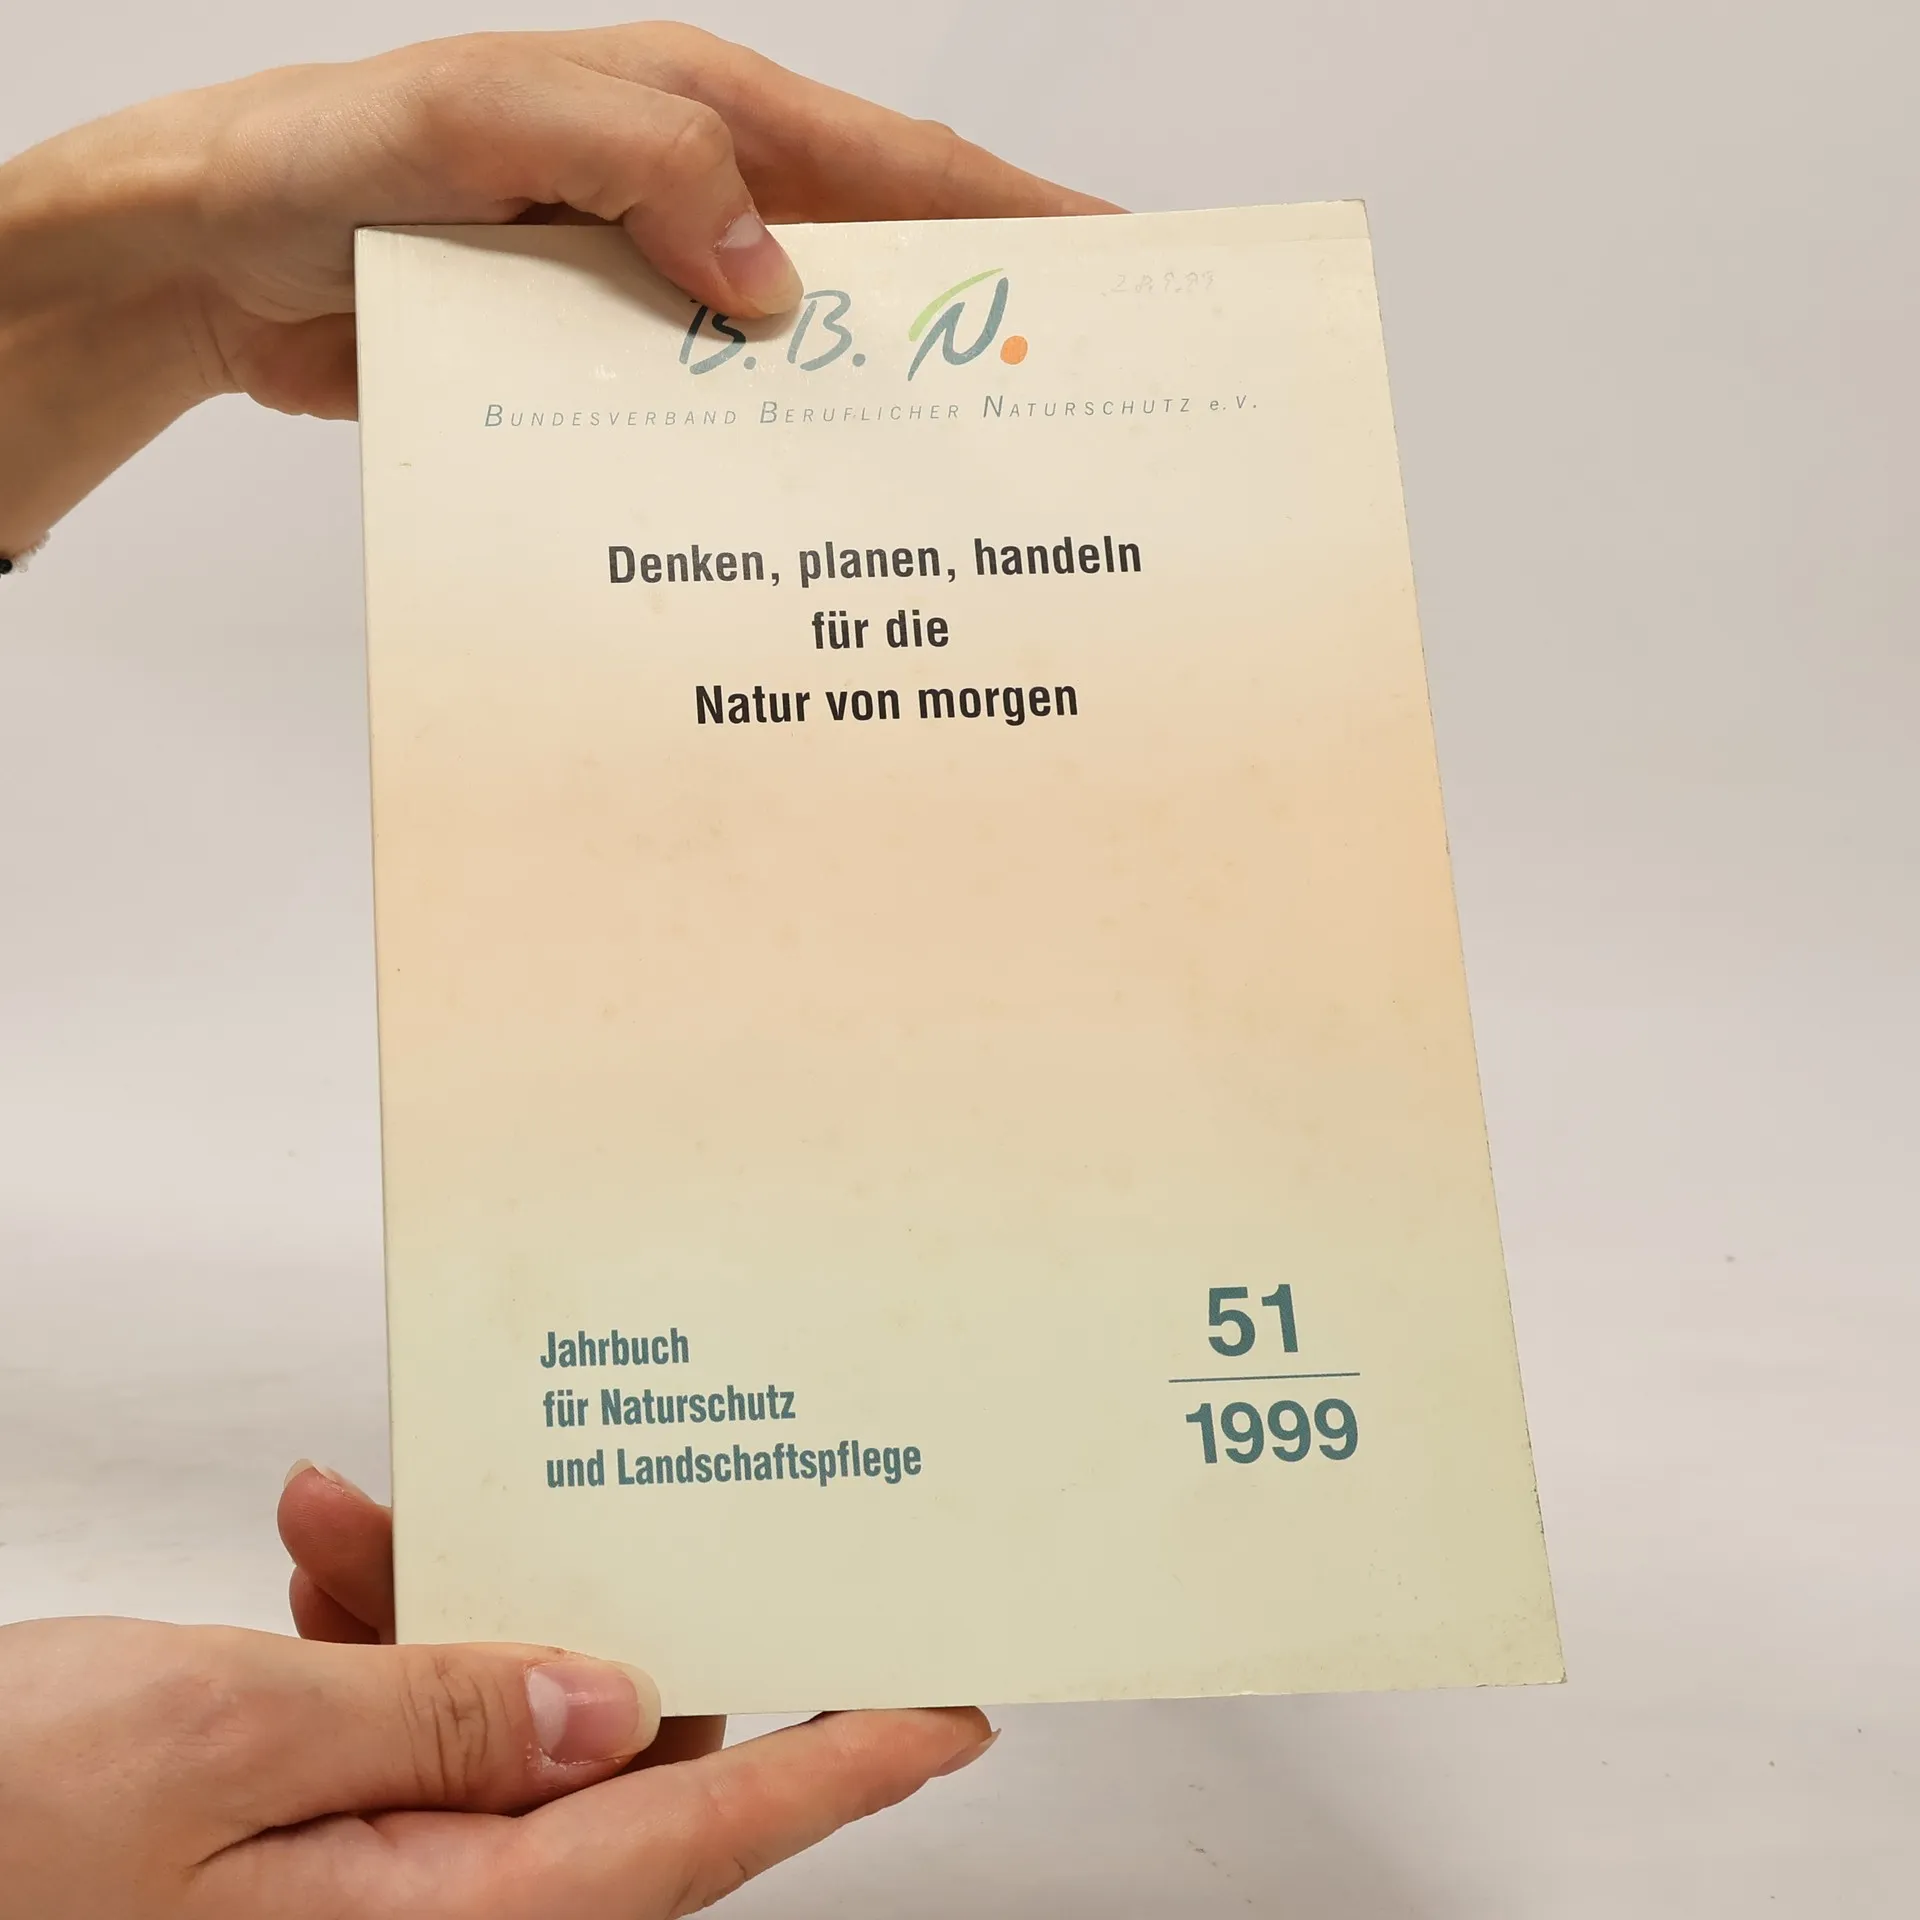 B. B. N.
BUNDESVERBAND BERUFLICHER NATURSCHUTZ e.V.
Denken, planen, handeln
für die
Natur von morgen
Jahrbuch
für Naturschutz
und Landschaftspflege
51
1999